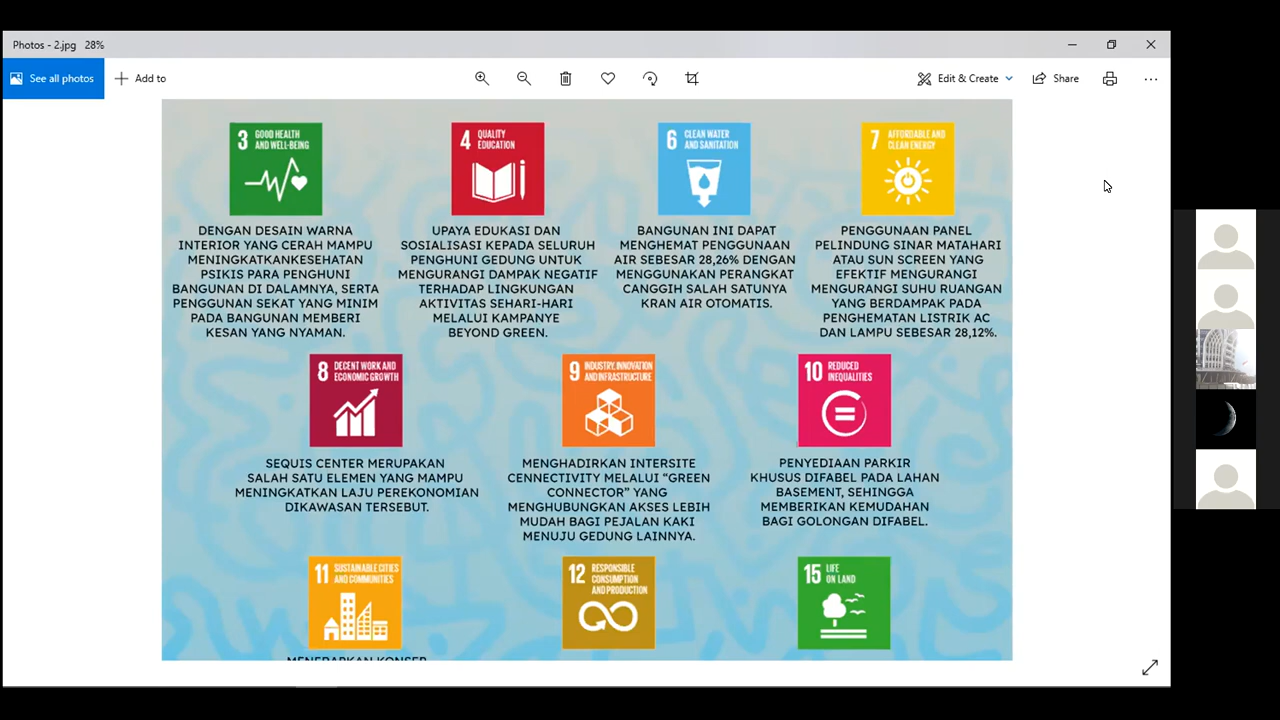 Photos - 2.jpg 28%
See all photos
Add to
Edit & Create
Share
3 GOOD HEALTH
AND WELL-BEING
DENGAN DESAIN WARNA
INTERIOR YANG CERAH MAMPU
MENINGKATKANKESEHATAN
PSIKIS PARA PENGHUNI
BANGUNAN DI DALAMNYA, SERTA
PENGGUNAN SEKAT YANG MINIM
PADA BANGUNAN MEMBERI
KESAN YANG NYAMAN.
4 QUALITY
EDUCATION
UPAYA EDUKASI DAN
SOSIALISASI KEPADA SELURUH
PENGHUNI GEDUNG UNTUK
MENGURANGI DAMPAK NEGATIF
TERHADAP LINGKUNGAN
AKTIVITAS SEHARI-HARI
MELALUI KAMPANYE
BEYOND GREEN.
6 CLEAN WATER
AND SANITATION
BANGUNAN INI DAPAT
MENGHEMAT PENGGUNAAN
AIR SEBESAR 28,26% DENGAN
MENGGUNAKAN PERANGKAT
CANGGIH SALAH SATUNYA
KRAN AIR OTOMATIS.
7 AFFORDABLE AND
CLEAN ENERGY
PENGGUNAAN PANEL
PELINDUNG SINAR MATAHARI
ATAU SUN SCREEN YANG
EFEKTIF MENGURANGI
MENGURANGI SUHU RUANGAN
YANG BERDAMPAK PADA
PENGHEMATAN LISTRIK AC
DAN LAMPU SEBESAR 28,12%.
8 DECENT WORK AND
ECONOMIC GROWTH
SEQUIS CENTER MERUPAKAN
SALAH SATU ELEMEN YANG MAMPU
MENINGKATKAN LAJU PEREKONOMIAN
DIKAWASAN TERSEBUT.
9 INDUSTRY, INNOVATION
AND INFRASTRUCTURE
MENGHADIRKAN INTERSITE
CENNECTIVITY MELALUI “GREEN
CONNECTOR” YANG
MENGHUBUNGKAN AKSES LEBIH
MUDAH BAGI PEJALAN KAKI
MENUJU GEDUNG LAINNYA.
10 REDUCED
INEQUALITIES
PENYEDIAAN PARKIR
KHUSUS DIFABEL PADA LAHAN
BASEMENT, SEHINGGA
MEMBERIKAN KEMUDAHAN
BAGI GOLONGAN DIFABEL.
11 SUSTAINABLE CITIES
AND COMMUNITIES
MENERAPKAN KONSEP
12 RESPONSIBLE
CONSUMPTION
AND PRODUCTION
15 LIFE
ON LAND